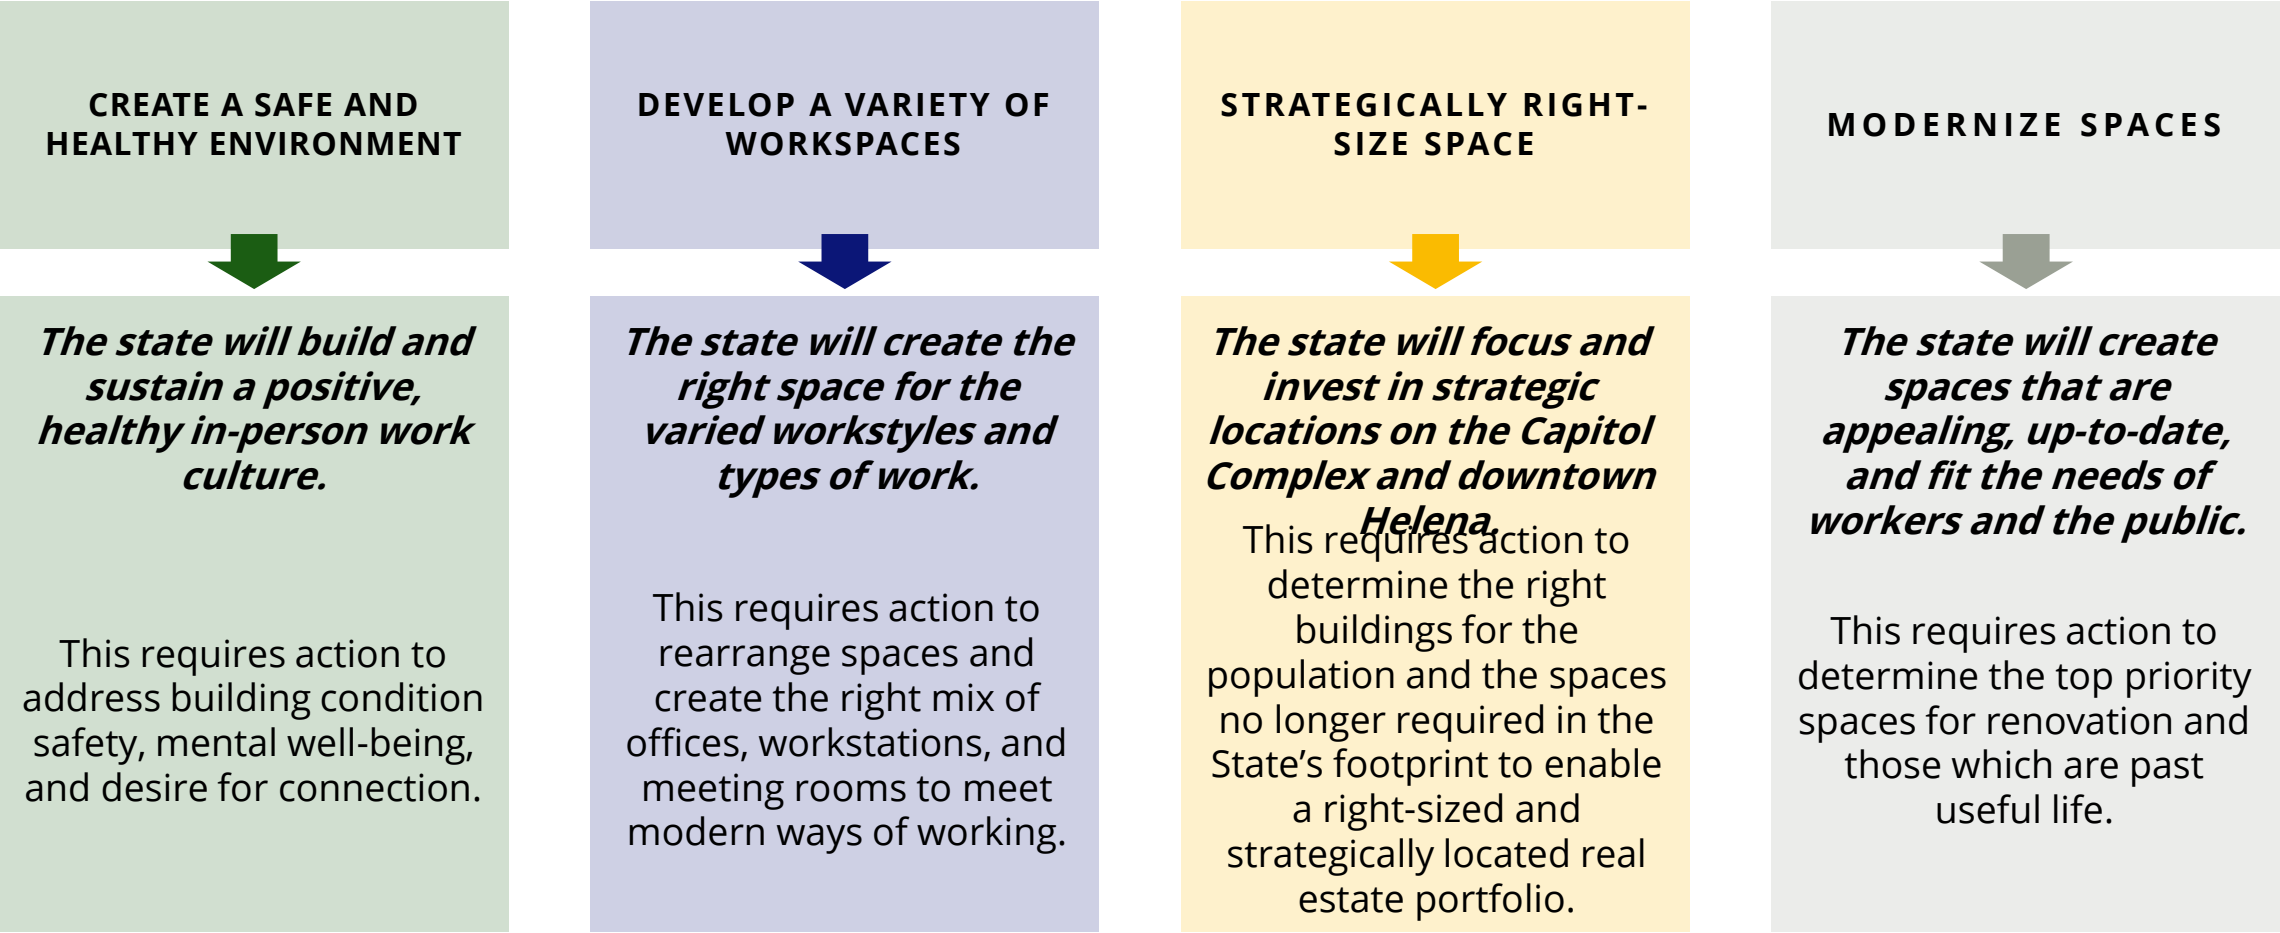 CREATE A SAFE AND
HEALTHY ENVIRONMENT
The state will build and
sustain a positive,
healthy in-person work
culture.
This requires action to
address building condition
safety, mental well-being,
and desire for connection.
DEVELOP A VARIETY OF
WORKSPACES
The state will create the
right space for the
varied workstyles and
types of work.
This requires action to
rearrange spaces and
create the right mix of
offices, workstations, and
meeting rooms to meet
modern ways of working.
STRATEGICALLY RIGHT-
SIZE SPACE
The state will focus and
invest in strategic
locations on the Capitol
Complex and downtown
Helena.
This requires action to
determine the right
buildings for the
population and the spaces
no longer required in the
State’s footprint to enable
a right-sized and
strategically located real
estate portfolio.
MODERNIZE SPACES
The state will create
spaces that are
appealing, up-to-date,
and fit the needs of
workers and the public.
This requires action to
determine the top priority
spaces for renovation and
those which are past
useful life.